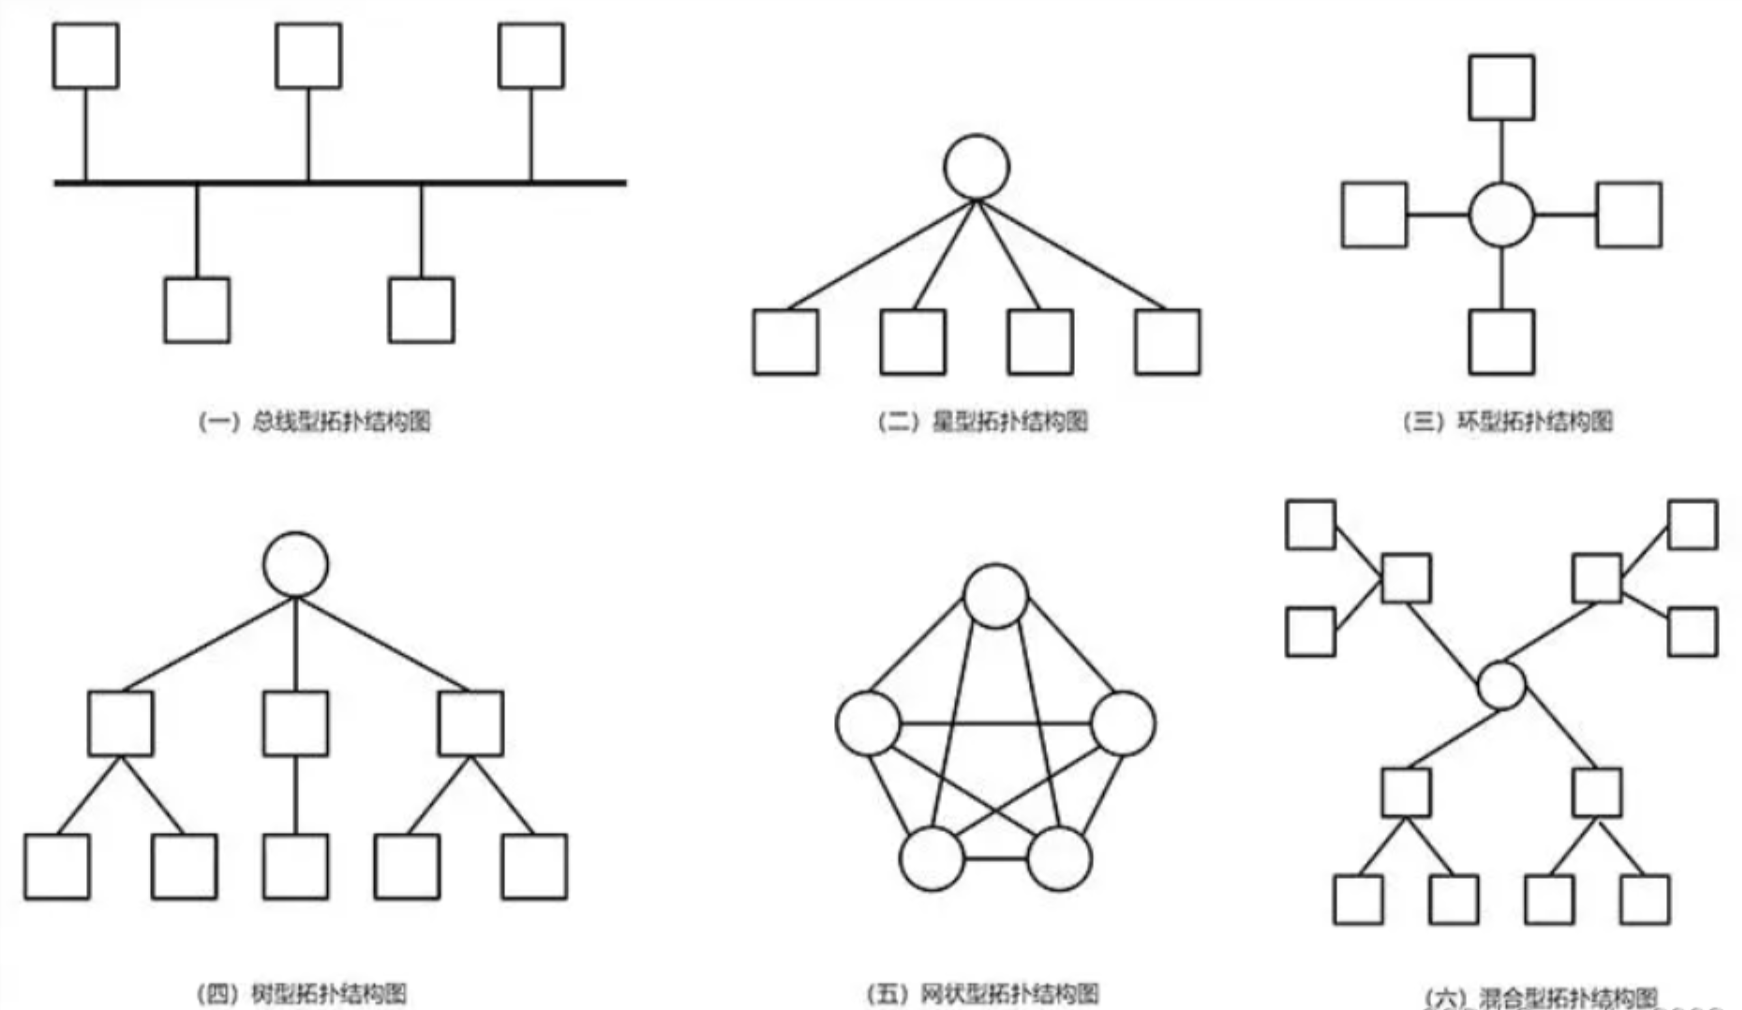 （一）总线型拓扑结构图
（二）星型拓扑结构图
（三）环型拓扑结构图
（四）树型拓扑结构图
（五）网状型拓扑结构图
（六）混合型拓扑结构图